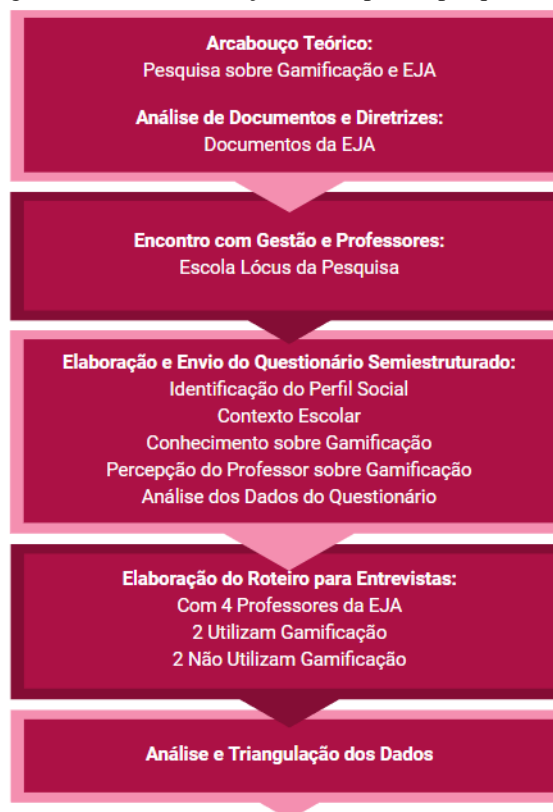 Arcabouço Teórico:
Pesquisa sobre Gamificação e EJA
Análise de Documentos e Diretrizes:
Documentos da EJA
Encontro com Gestão e Professores:
Escola Lócus da Pesquisa
Elaboração e Envio do Questionário Semiestruturado:
Identificação do Perfil Social
Contexto Escolar
Conhecimento sobre Gamificação
Percepção do Professor sobre Gamificação
Análise dos Dados do Questionário
Elaboração do Roteiro para Entrevistas:
Com 4 Professores da EJA
2 Utilizam Gamificação
2 Não Utilizam Gamificação
Análise e Triangulação dos Dados